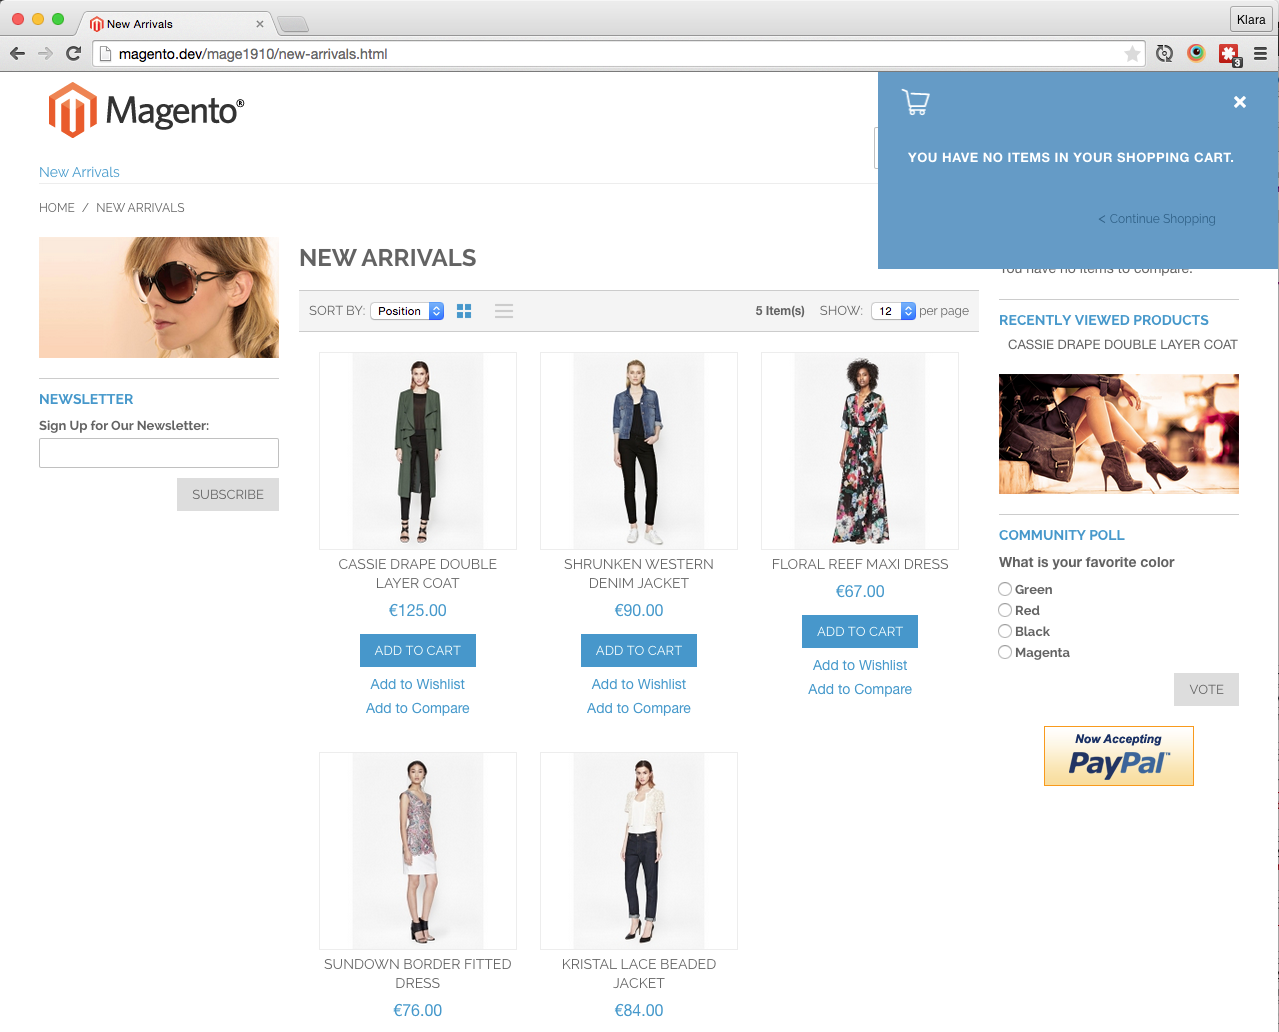 New Arrivals
Klara
magento.dev/mage1910/new-arrivals.html
3
Magento®
YOU HAVE NO ITEMS IN YOUR SHOPPING CART.
< Continue Shopping
New Arrivals
HOME / NEW ARRIVALS
NEW ARRIVALS
You have no items to compare.
SORT BY: Position
5 Item(s) SHOW: 12 per page
RECENTLY VIEWED PRODUCTS
CASSIE DRAPE DOUBLE LAYER COAT
NEWSLETTER
Sign Up for Our Newsletter:
SUBSCRIBE
CASSIE DRAPE DOUBLE
LAYER COAT
€125.00
ADD TO CART
Add to Wishlist
Add to Compare
SHRUNKEN WESTERN
DENIM JACKET
€90.00
ADD TO CART
Add to Wishlist
Add to Compare
FLORAL REEF MAXI DRESS
€67.00
ADD TO CART
Add to Wishlist
Add to Compare
COMMUNITY POLL
What is your favorite color
Green
Red
Black
Magenta
VOTE
Now Accepting
PayPal™
SUNDOWN BORDER FITTED
DRESS
€76.00
KRISTAL LACE BEADED
JACKET
€84.00